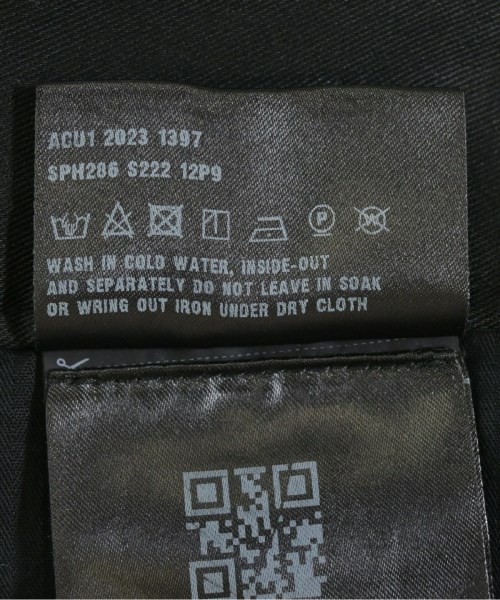 ACU1 2023 1397
SPH286 S222 12P9
P W
WASH IN COLD WATER, INSIDE-OUT
AND SEPARATELY DO NOT LEAVE IN SOAK
OR WRING OUT IRON UNDER DRY CLOTH